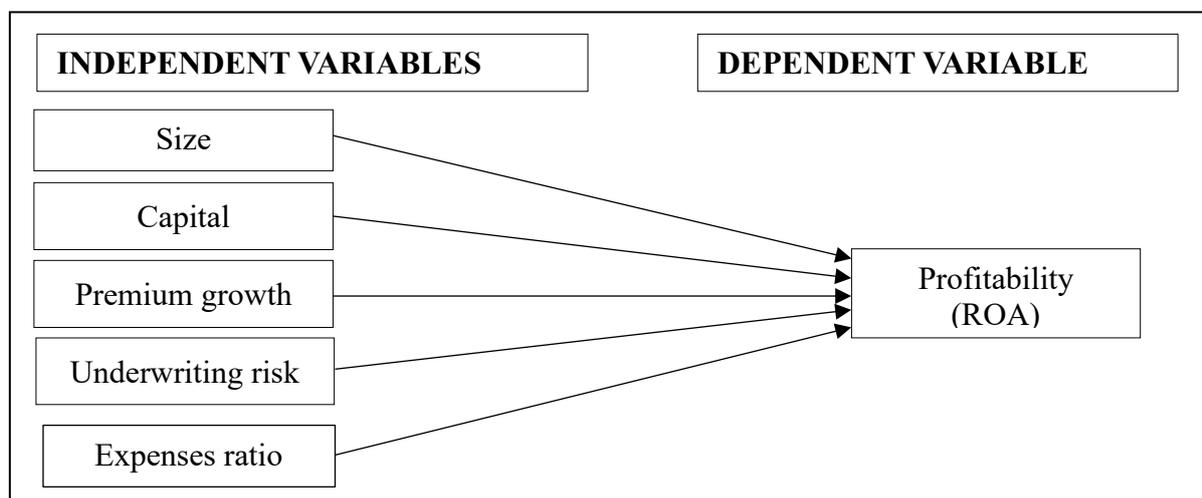 INDEPENDENT VARIABLES
DEPENDENT VARIABLE
Size
Capital
Premium growth
Underwriting risk
Expenses ratio
Profitability
(ROA)